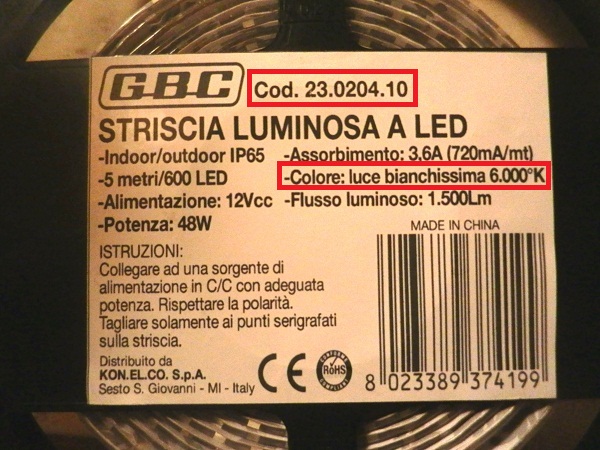 GBC Cod. 23.0204.10
STRISCIA LUMINOSA A LED
-Indoor/outdoor IP65 -Assorbimento: 3,6A (720mA/mt)
-5 metri/600 LED -Colore: luce bianchissima 6.000°K
-Alimentazione: 12Vcc -Flusso luminoso: 1.500Lm
-Potenza: 48W
MADE IN CHINA
ISTRUZIONI:
Collegare ad una sorgente di
alimentazione in C/C con adeguata
potenza. Rispettare la polarità.
Tagliare solamente ai punti serigrafati
sulla striscia.
Distribuito da
KON.EL.CO. S.p.A.
Sesto S. Giovanni - MI - Italy
CE RoHS
8 023389 374199